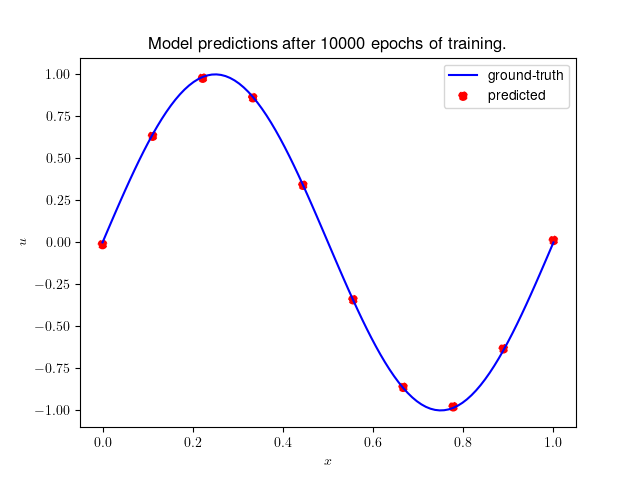 Model predictions after 10000 epochs of training.
ground-truth
predicted
1.00
0.75
0.50
0.25
0.00
−0.25
−0.50
−0.75
−1.00
u
0.0 0.2 0.4 0.6 0.8 1.0
x